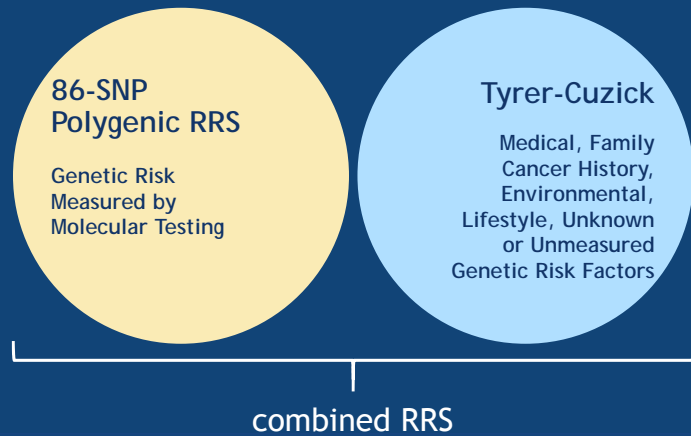 86-SNP
Polygenic RRS
Genetic Risk
Measured by
Molecular Testing
Tyrer-Cuzick
Medical, Family
Cancer History,
Environmental,
Lifestyle, Unknown
or Unmeasured
Genetic Risk Factors
combined RRS